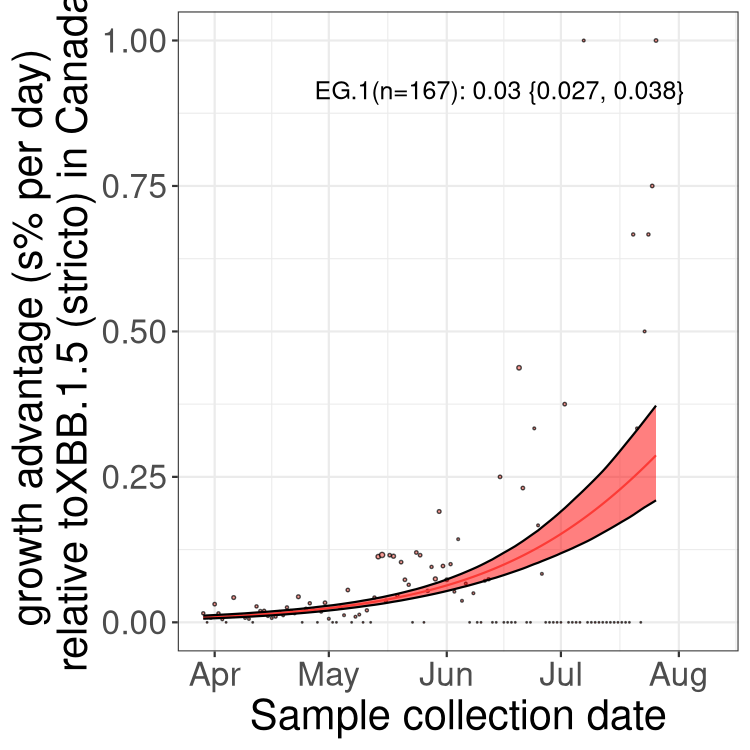 growth advantage (s% per day)
relative toXBB.1.5 (stricto) in Canada
1.00
0.75
0.50
0.25
0.00
EG.1(n=167): 0.03 {0.027, 0.038}
Apr May Jun Jul Aug
Sample collection date